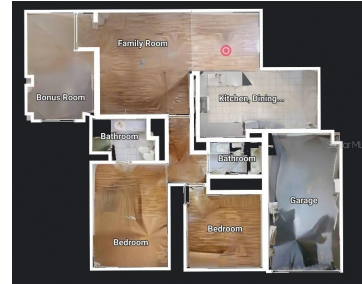 Family Room
Bonus Room
Kitchen, Dining...
Bathroom
Bathroom
Garage
Bedroom
Bedroom